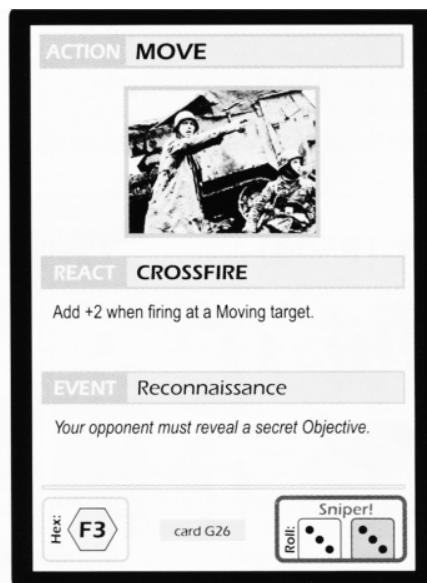 ACTION MOVE
REACT CROSSFIRE
Add +2 when firing at a Moving target.
EVENT Reconnaissance
Your opponent must reveal a secret Objective.
Hex: F3
card G26
Sniper!
Roll: